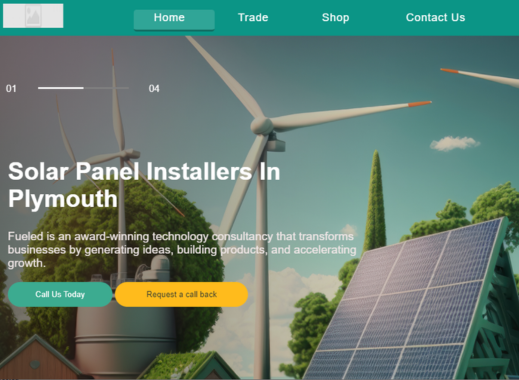 Home Trade Shop Contact Us
01 04
Solar Panel Installers In
Plymouth
Fueled is an award-winning technology consultancy that transforms
businesses by generating ideas, building products, and accelerating
growth.
Call Us Today Request a call back